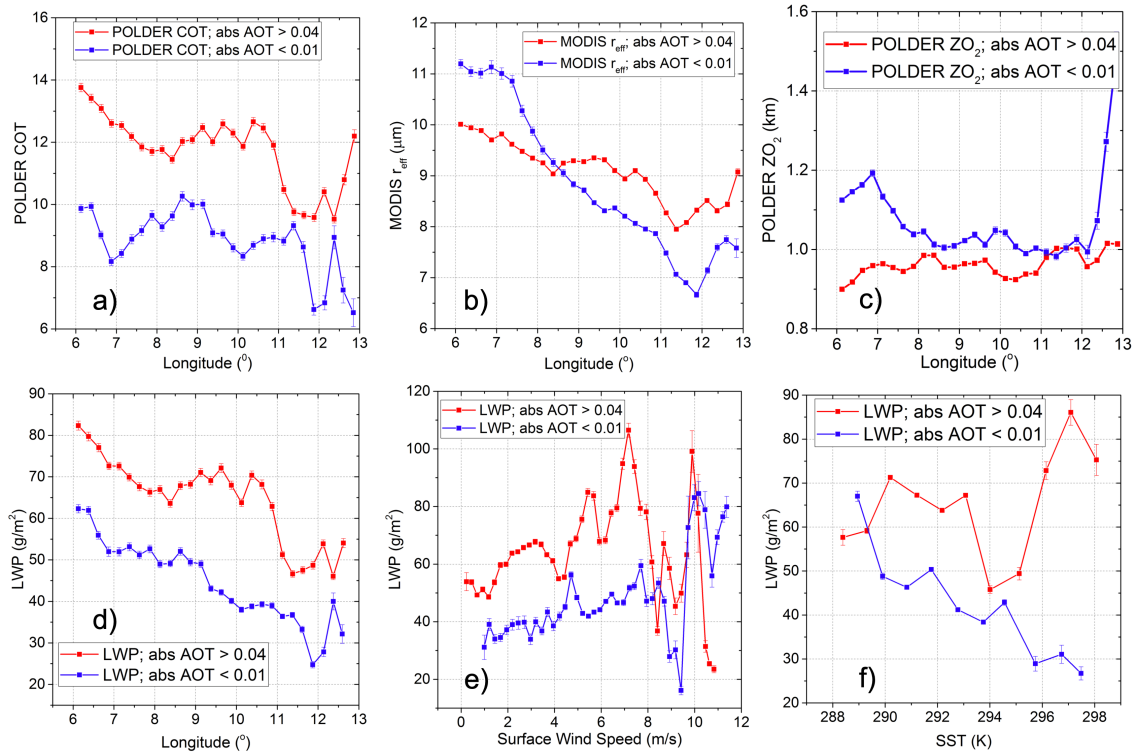 POLDER COT; abs AOT > 0.04
POLDER COT; abs AOT < 0.01
16
14
12
10
8
6
POLDER COT
a)
5 6 7 8 9 10 11 12 13
Longitude (⁰)
MODIS r_eff; abs AOT > 0.04
MODIS r_eff; abs AOT < 0.01
12
11
10
9
8
7
6
MODIS r_eff (μm)
b)
6 7 8 9 10 11 12 13
Longitude (°)
POLDER ZO₂; abs AOT > 0.04
POLDER ZO₂; abs AOT < 0.01
1.6
1.4
1.2
1.0
0.8
POLDER ZO₂ (km)
c)
5 6 7 8 9 10 11 12 13
Longitude (°)
90
80
70
60
50
40
30
20
LWP (g/m²)
d)
LWP; abs AOT > 0.04
LWP; abs AOT < 0.01
6 7 8 9 10 11 12 13
Longitude (°)
LWP; abs AOT > 0.04
LWP; abs AOT < 0.01
120
100
80
60
40
20
LWP (g/m²)
e)
0 2 4 6 8 10 12
Surface Wind Speed (m/s)
LWP; abs AOT > 0.04
LWP; abs AOT < 0.01
90
80
70
60
50
40
30
20
LWP (g/m²)
f)
288 290 292 294 296 298
SST (K)